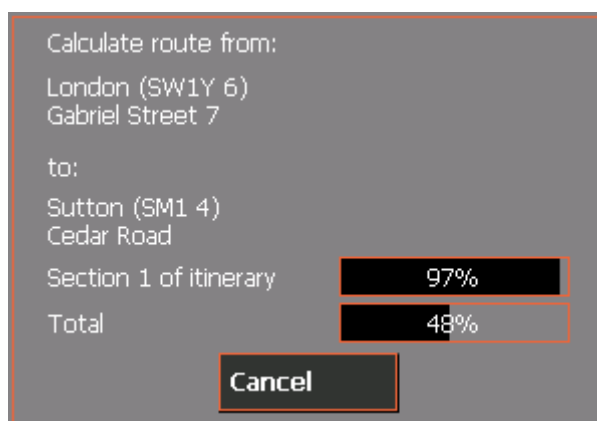 Calculate route from:
London (SW1Y 6)
Gabriel Street 7
to:
Sutton (SM1 4)
Cedar Road
Section 1 of itinerary 97%
Total 48%
Cancel